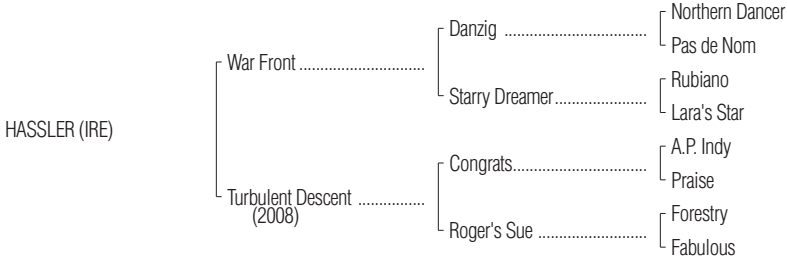 Northern Dancer
Danzig ..................................
Pas de Nom
War Front ..............................
Rubiano
Starry Dreamer......................
Lara's Star
HASSLER (IRE)
A.P. Indy
Congrats................................
Praise
Turbulent Descent ................
(2008)
Forestry
Roger's Sue ..........................
Fabulous